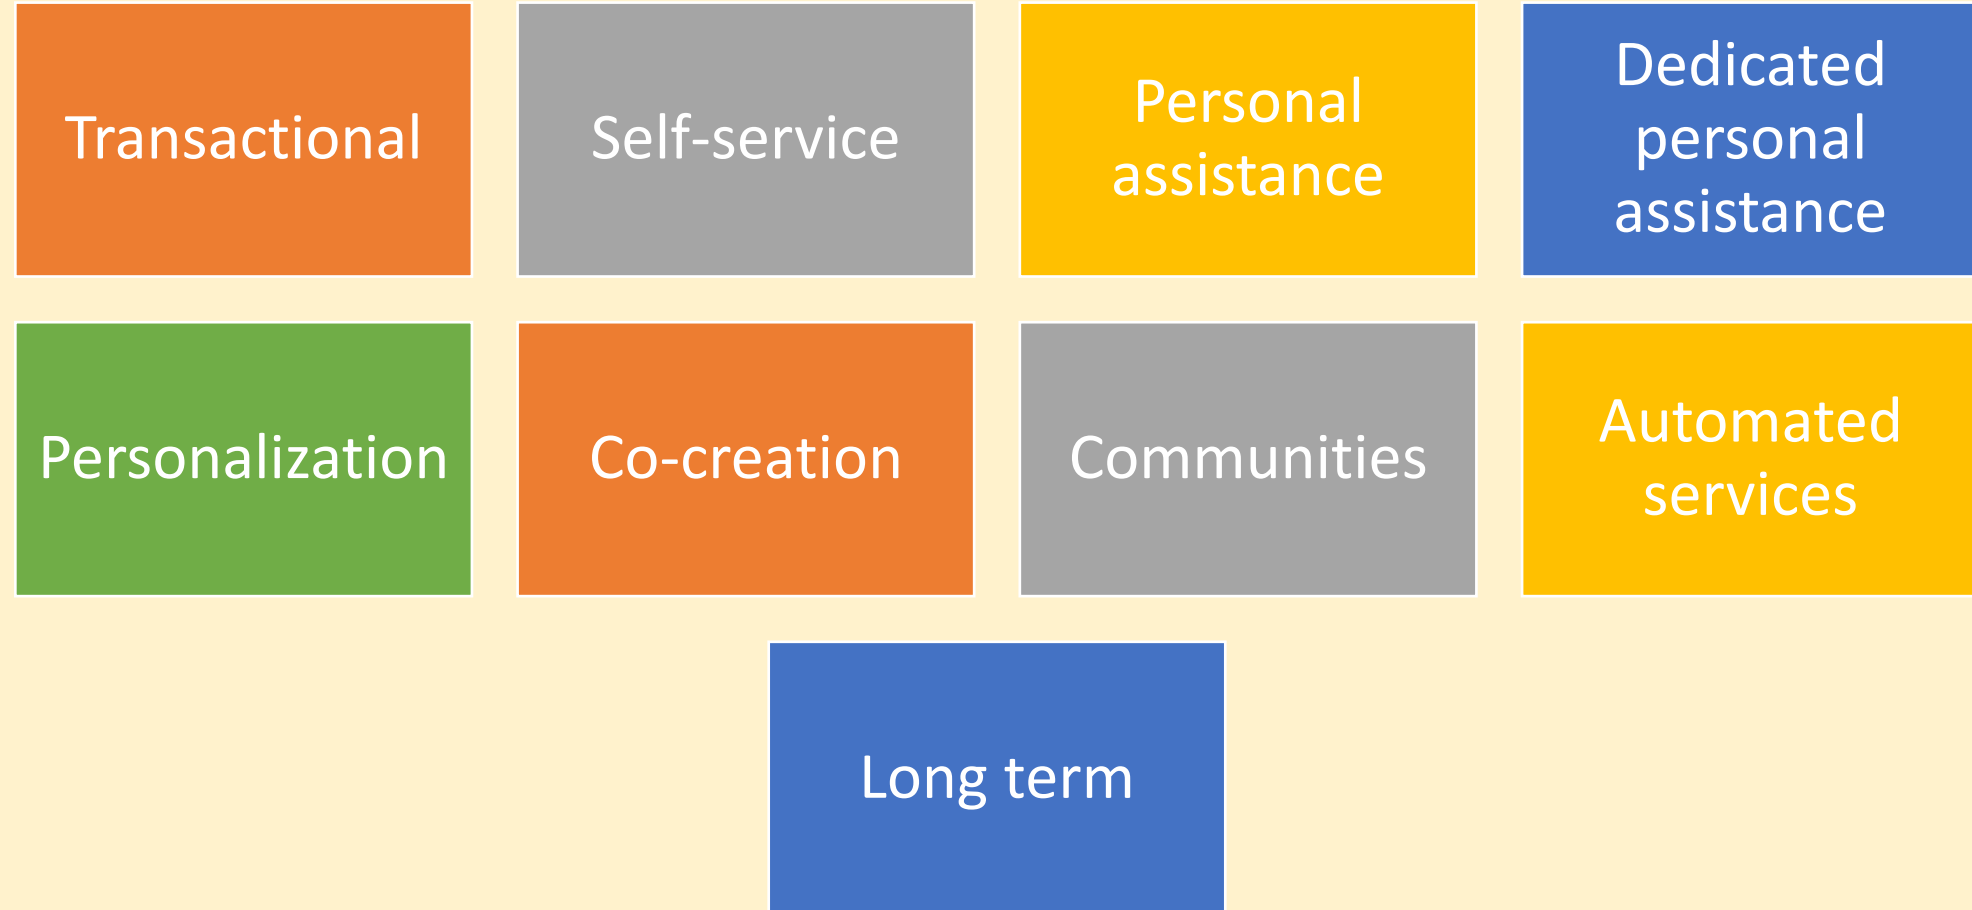 Transactional
Self-service
Personal
assistance
Dedicated
personal
assistance
Personalization
Co-creation
Communities
Automated
services
Long term